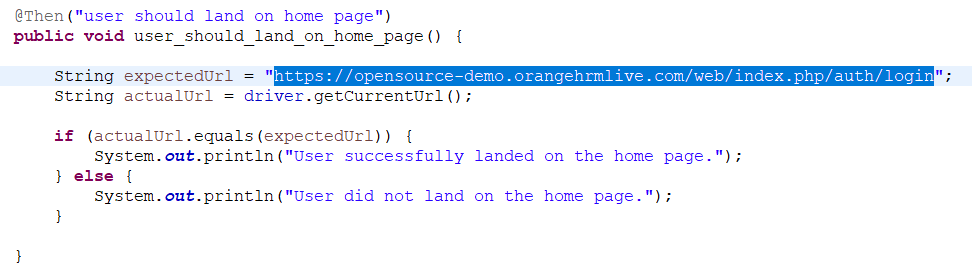 @Then("user should land on home page")
public void user_should_land_on_home_page() {
String expectedUrl = "https://opensource-demo.orangehrmlive.com/web/index.php/auth/login";
String actualUrl = driver.getCurrentUrl();
if (actualUrl.equals(expectedUrl)) {
System.out.println("User successfully landed on the home page.");
} else {
System.out.println("User did not land on the home page.");
}
}